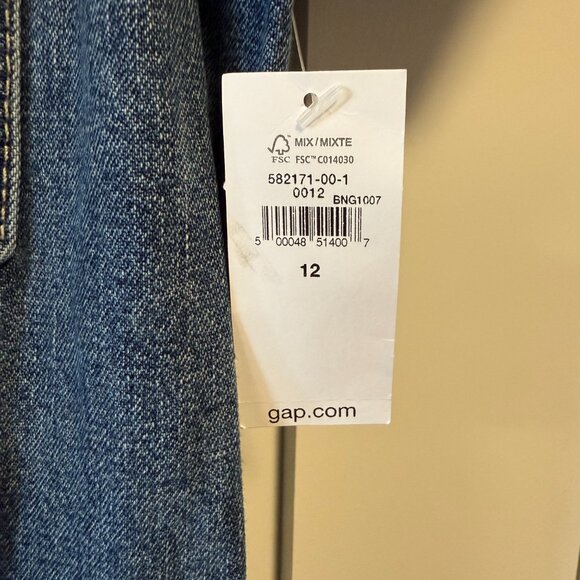 MIX/MIXTE
FSC FSC™ C014030
582171-00-1
0012 BNG1007
5 00048 51400 7
12
gap.com